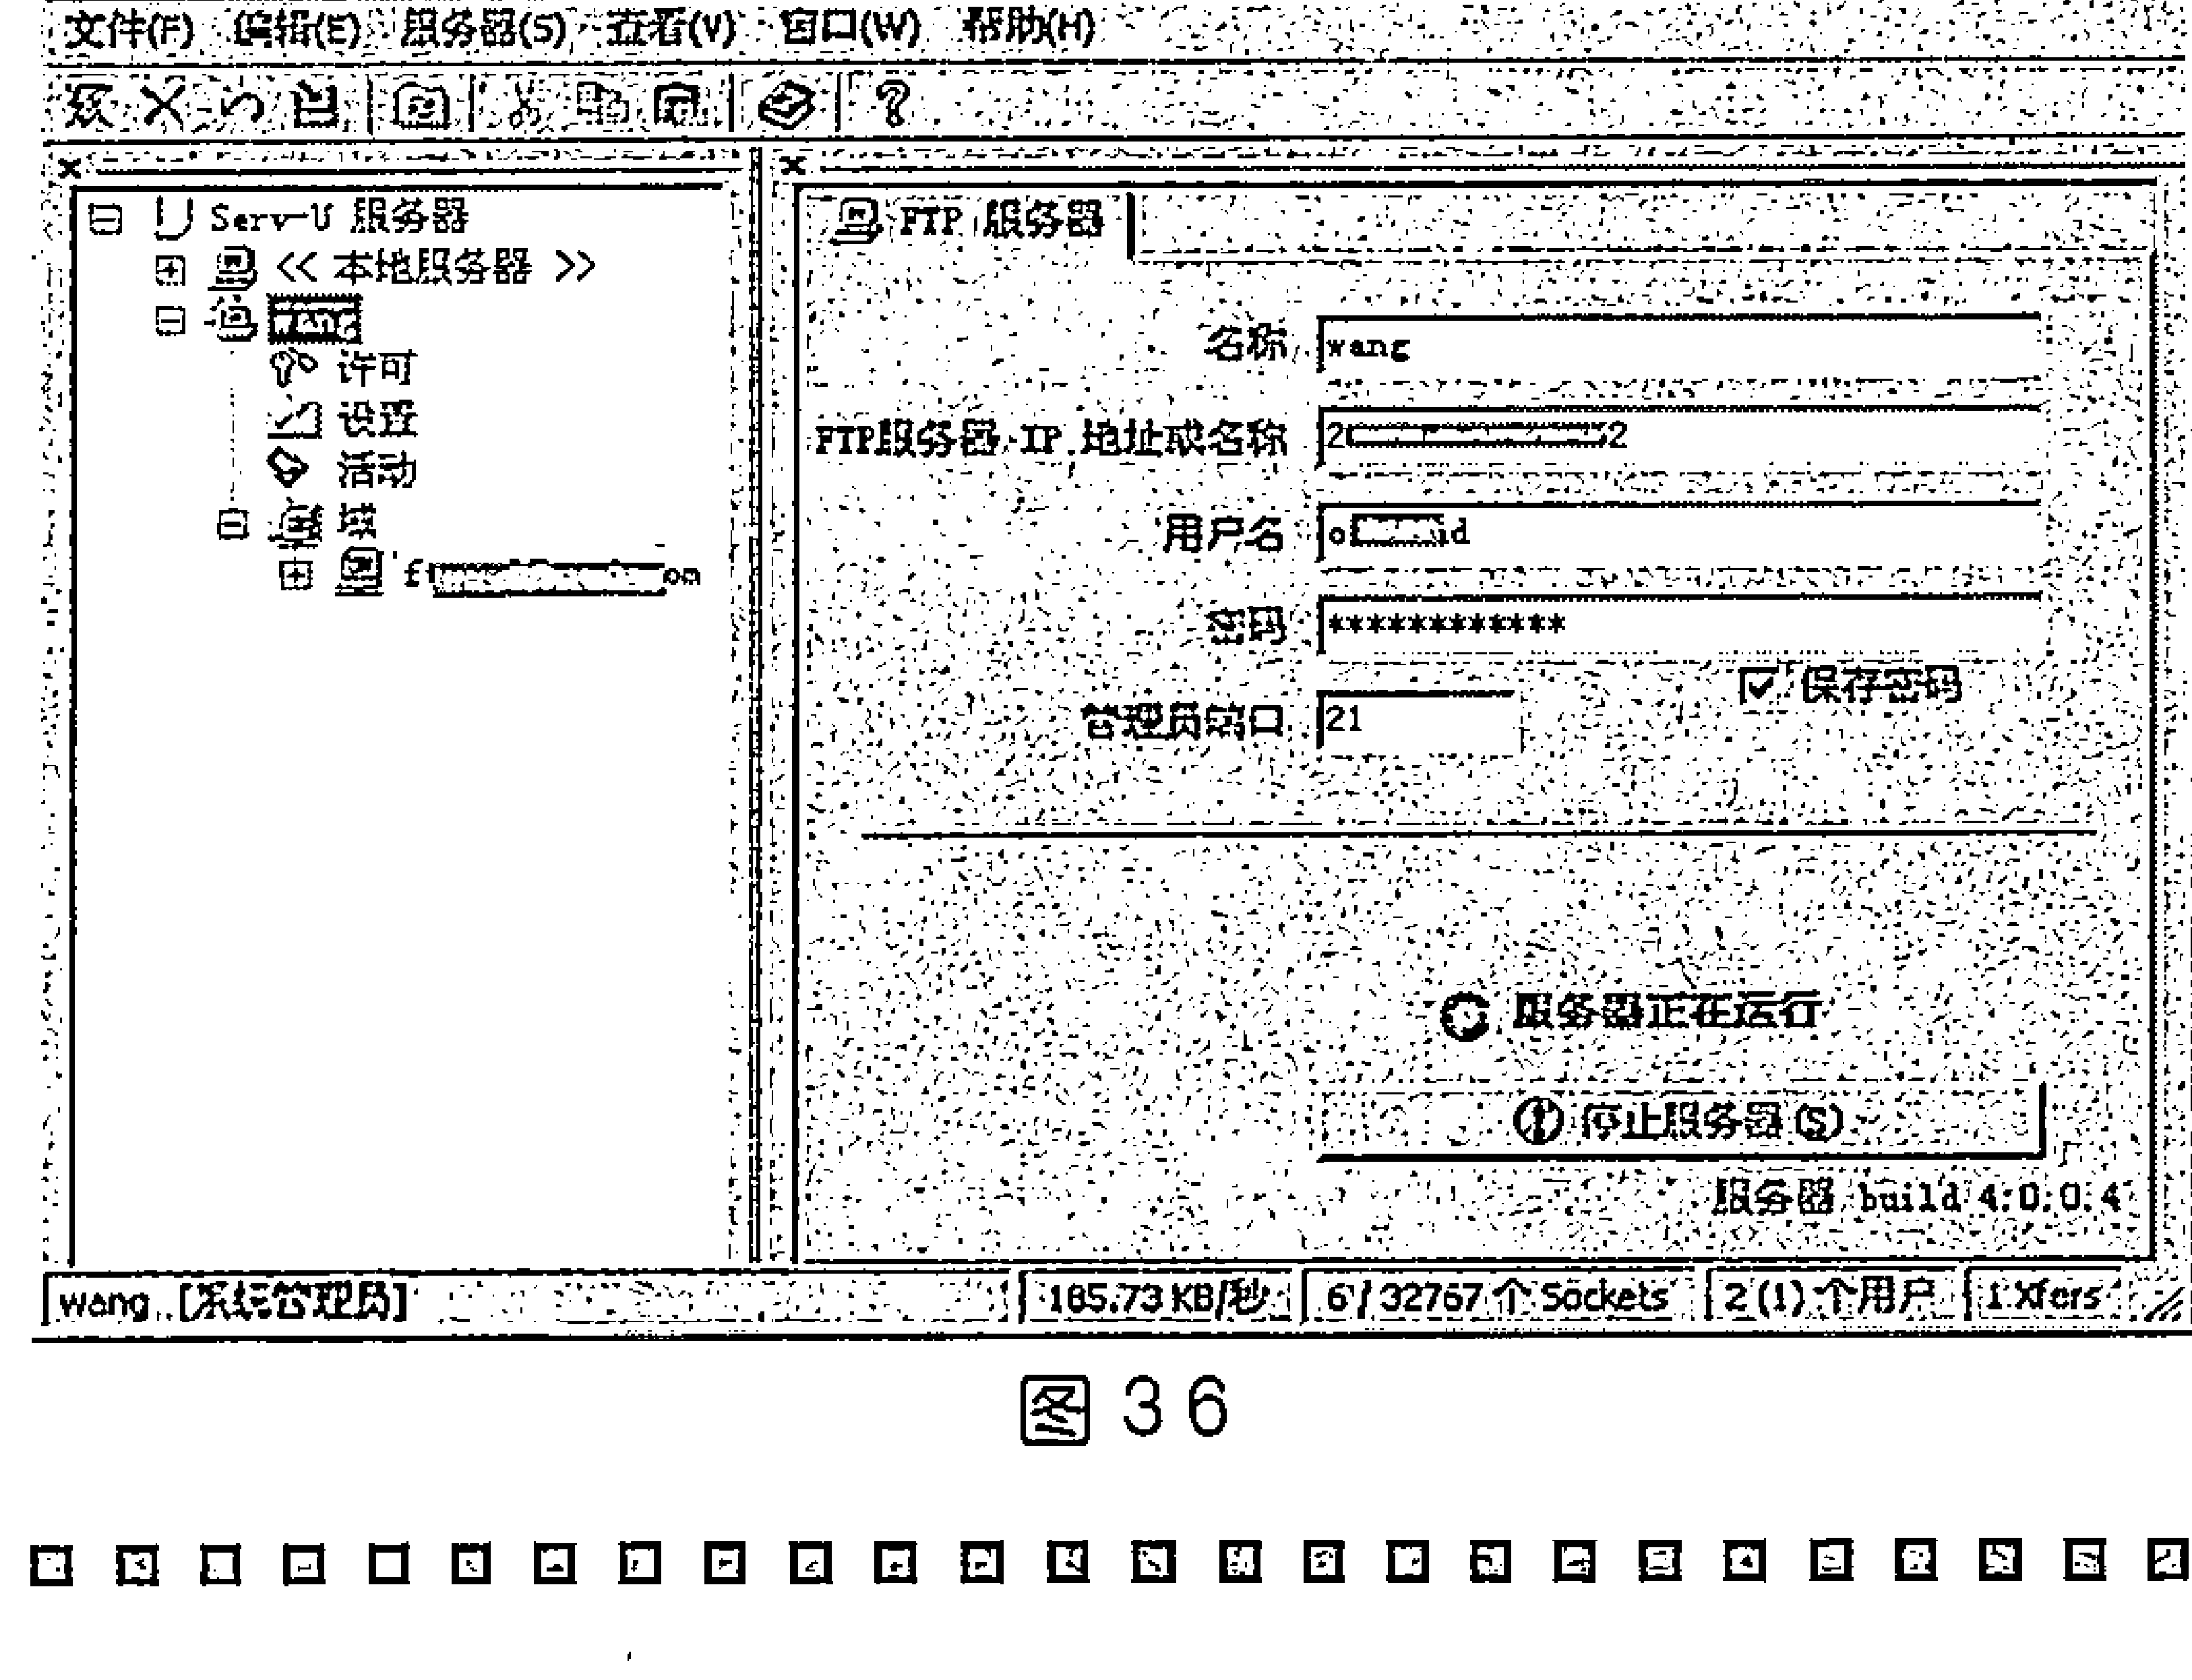 文件(F) 编辑(E) 服务器(S) 查看(V) 窗口(W) 帮助(H)
Serv-U 服务器
<< 本地服务器 >>
wang
许可
设置
活动
域
FTP 服务器
名称 wang
FTP服务器 IP 地址或名称
用户名
密码 ************
保存密码
管理员端口 21
服务器正在运行
停止服务器(S)
服务器 build 4.0.0.4
wang [系统管理员] 185.73 KB/秒 6 / 32767 个 Sockets 2 (1) 个用户 1 Xfers
图 36